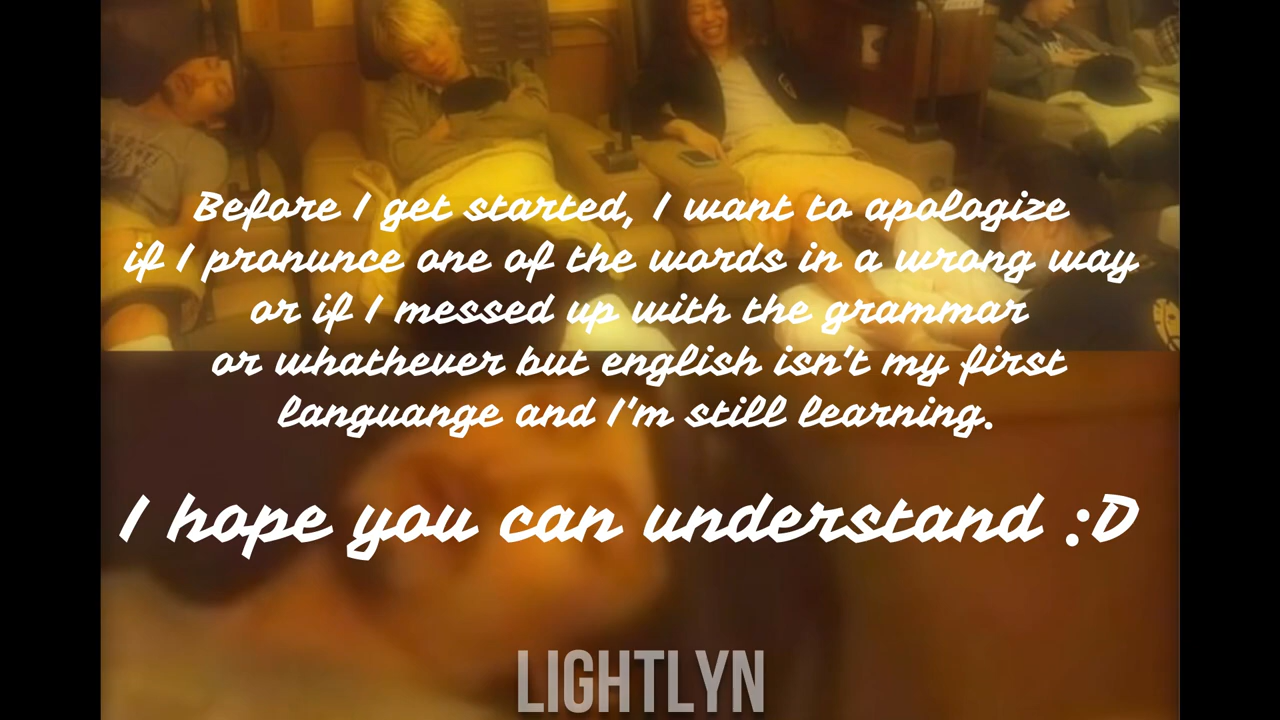 Before I get started, I want to apologize
if I pronunce one of the words in a wrong way
or if I messed up with the grammar
or whathever but english isn't my first
languange and I'm still learning.
I hope you can understand :D
LIGHTLYN